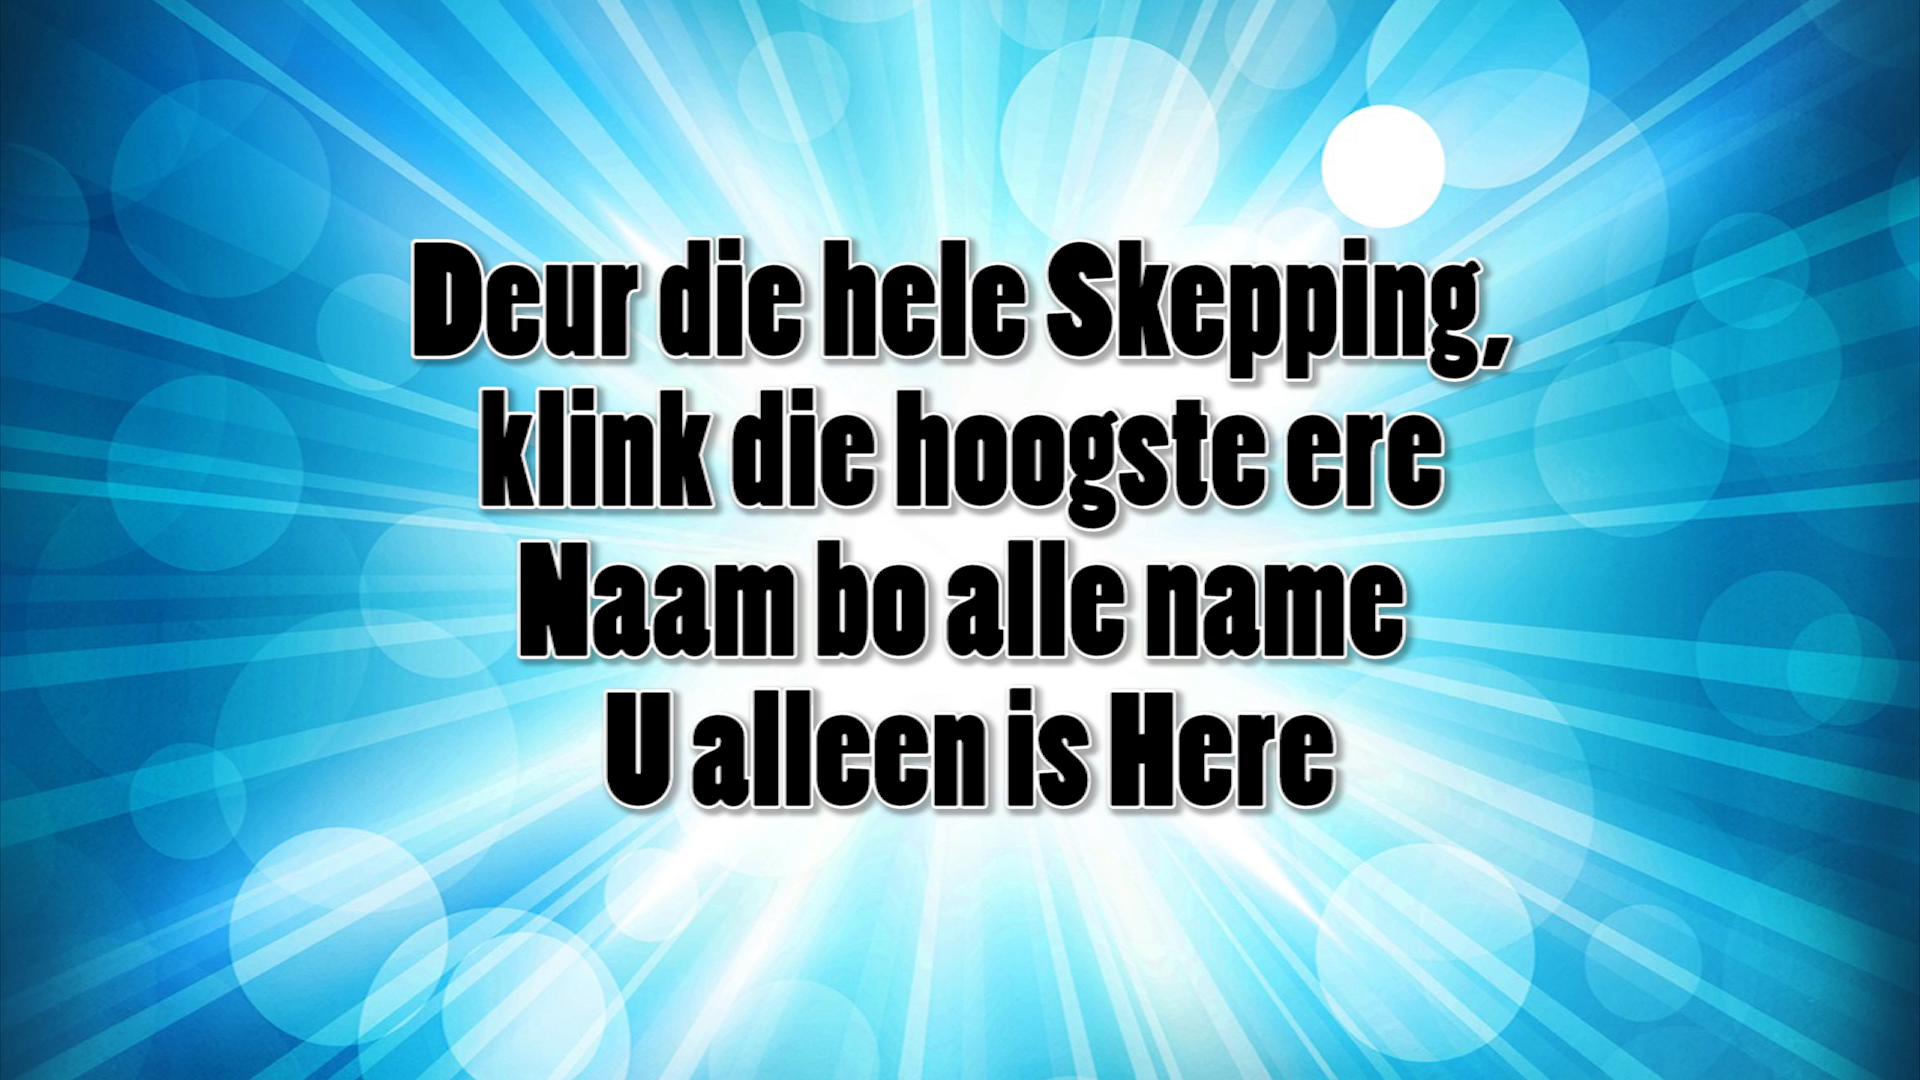 Deur die hele Skepping,
klink die hoogste ere
Naam bo alle name
U alleen is Here